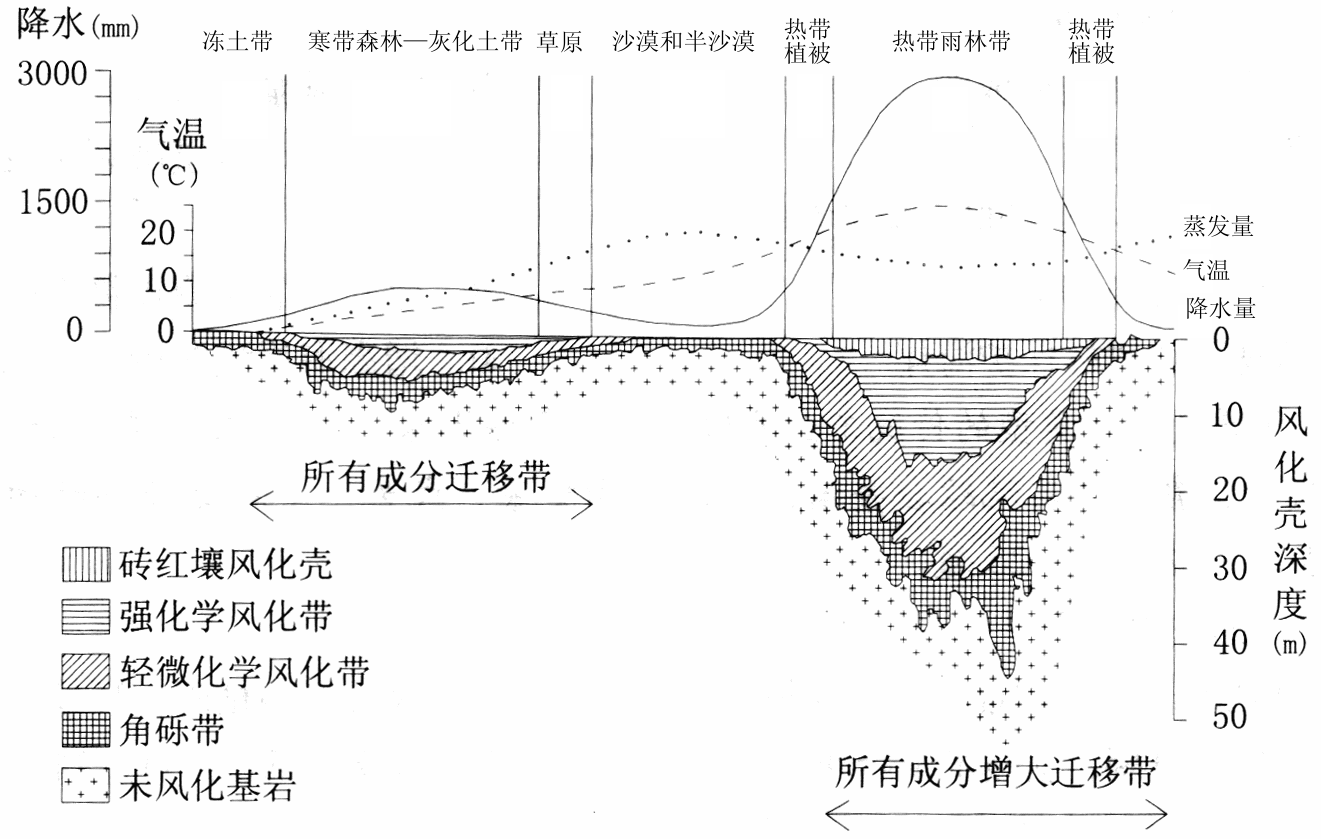 降水(mm)
冻土带
寒带森林—灰化土带
草原
沙漠和半沙漠
热带
植被
热带雨林带
热带
植被
3000
1500
0
气温
(℃)
20
10
0
蒸发量
气温
降水量
0
10
20
30
40
50
风化壳深度(m)
所有成分迁移带
所有成分增大迁移带
砖红壤风化壳
强化学风化带
轻微化学风化带
角砾带
未风化基岩